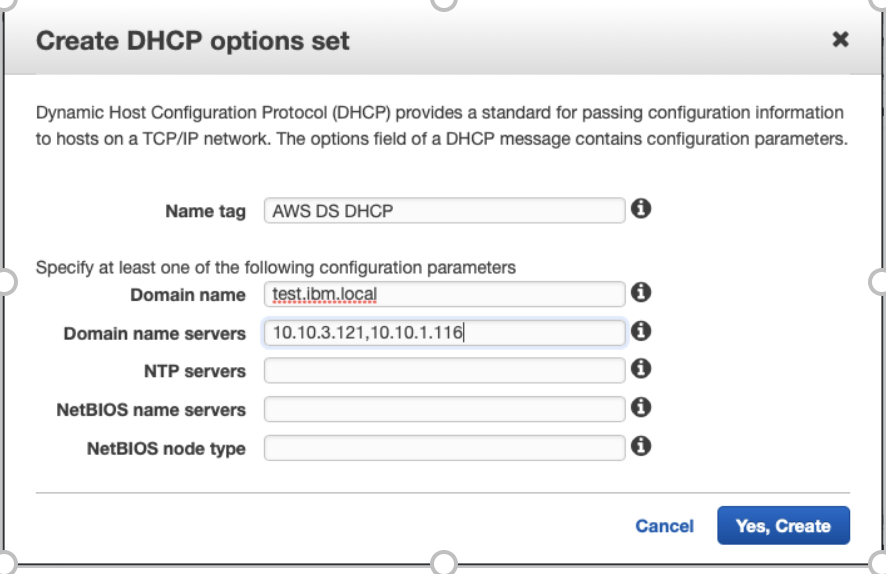 Create DHCP options set
Dynamic Host Configuration Protocol (DHCP) provides a standard for passing configuration information
to hosts on a TCP/IP network. The options field of a DHCP message contains configuration parameters.
Name tag AWS DS DHCP
Specify at least one of the following configuration parameters
Domain name test.ibm.local
Domain name servers 10.10.3.121,10.10.1.116
NTP servers
NetBIOS name servers
NetBIOS node type
Cancel Yes, Create